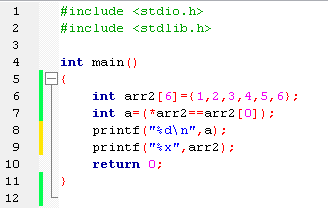 1 #include <stdio.h>
2 #include <stdlib.h>
3
4 int main()
5 {
6 int arr2[6]={1,2,3,4,5,6};
7 int a=(*arr2==arr2[0]);
8 printf("%d\n",a);
9 printf("%x",arr2);
10 return 0;
11 }
12